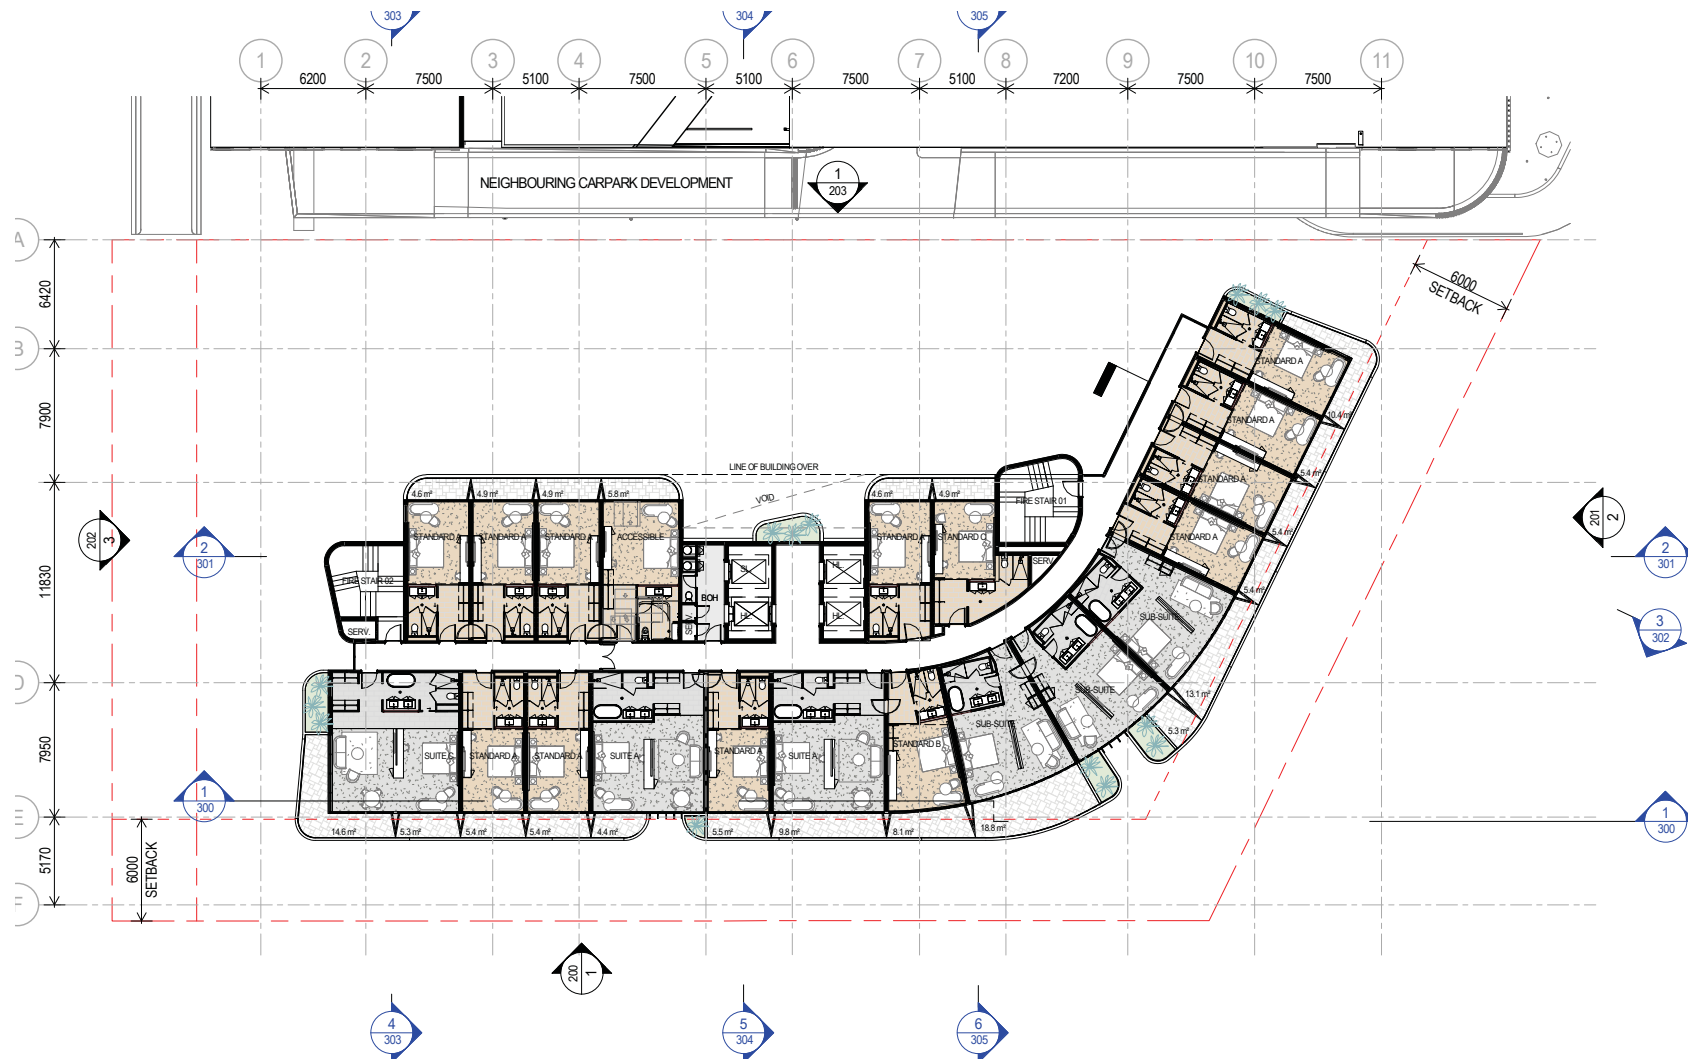 303
304
305
1
2
3
4
5
6
7
8
9
10
11
6200
7500
5100
7500
5100
7500
5100
7200
7500
7500
NEIGHBOURING CARPARK DEVELOPMENT
1
203
A
6420
6000
SETBACK
B
7900
STANDARD A
10.4 m²
STANDARD A
LINE OF BUILDING OVER
VOID
5.4 m²
STANDARD A
4.6 m²
4.9 m²
4.9 m²
5.8 m²
4.6 m²
4.9 m²
FIRE STAIR 01
202
3
201
2
STANDARD A
STANDARD A
STANDARD A
ACCESSIBLE
STANDARD A
STANDARD C
STANDARD A
5.4 m²
2
301
2
301
11830
FIRE STAIR 02
SL
HL
SERV.
BOH
5.4 m²
HL
HL
SERV.
SERV.
SUB-SUITE
3
302
D
SUB-SUITE
13.1 m²
SUB-SUITE
5.3 m²
7950
SUITE C
STANDARD A
STANDARD A
SUITE A
STANDARD A
SUITE A
STANDARD B
1
300
1
300
E
14.6 m²
5.3 m²
5.4 m²
5.4 m²
4.4 m²
5.5 m²
9.8 m²
8.1 m²
18.8 m²
5170
6000
SETBACK
F
200
1
4
303
5
304
6
305